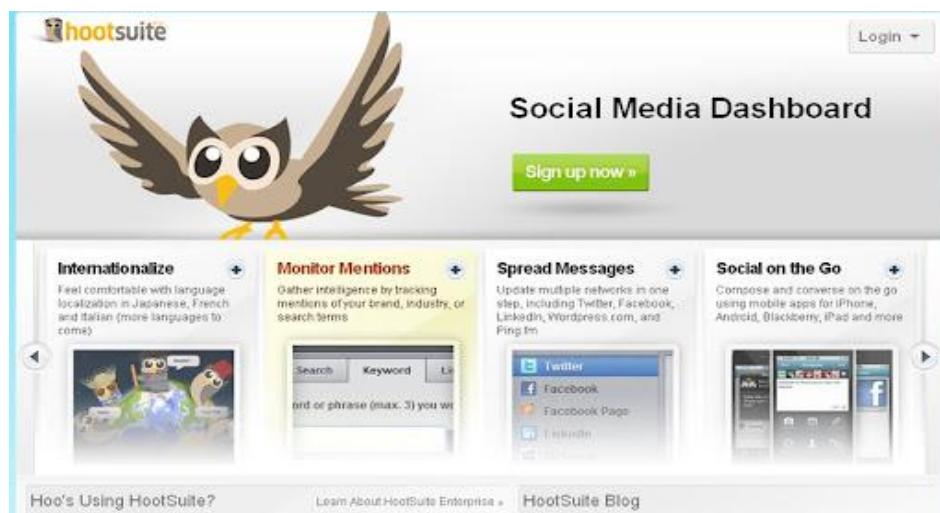 hootsuite
Login
Social Media Dashboard
Sign up now »
Internationalize
Feel comfortable with language
localization in Japanese, French
and Italian (more languages to
come)
Monitor Mentions
Gather intelligence by tracking
mentions of your brand, industry, or
search terms
Spread Messages
Update multiple networks in one
step, including Twitter, Facebook,
LinkedIn, Wordpress.com, and
Ping.fm
Social on the Go
Compose and converse on the go
using mobile apps for iPhone,
Android, Blackberry, iPad and more
Search Keyword Li
ord or phrase (max. 3) you w
Twitter
Facebook
Facebook Page
LinkedIn
Hoo's Using HootSuite?
Learn About HootSuite Enterprise »
HootSuite Blog